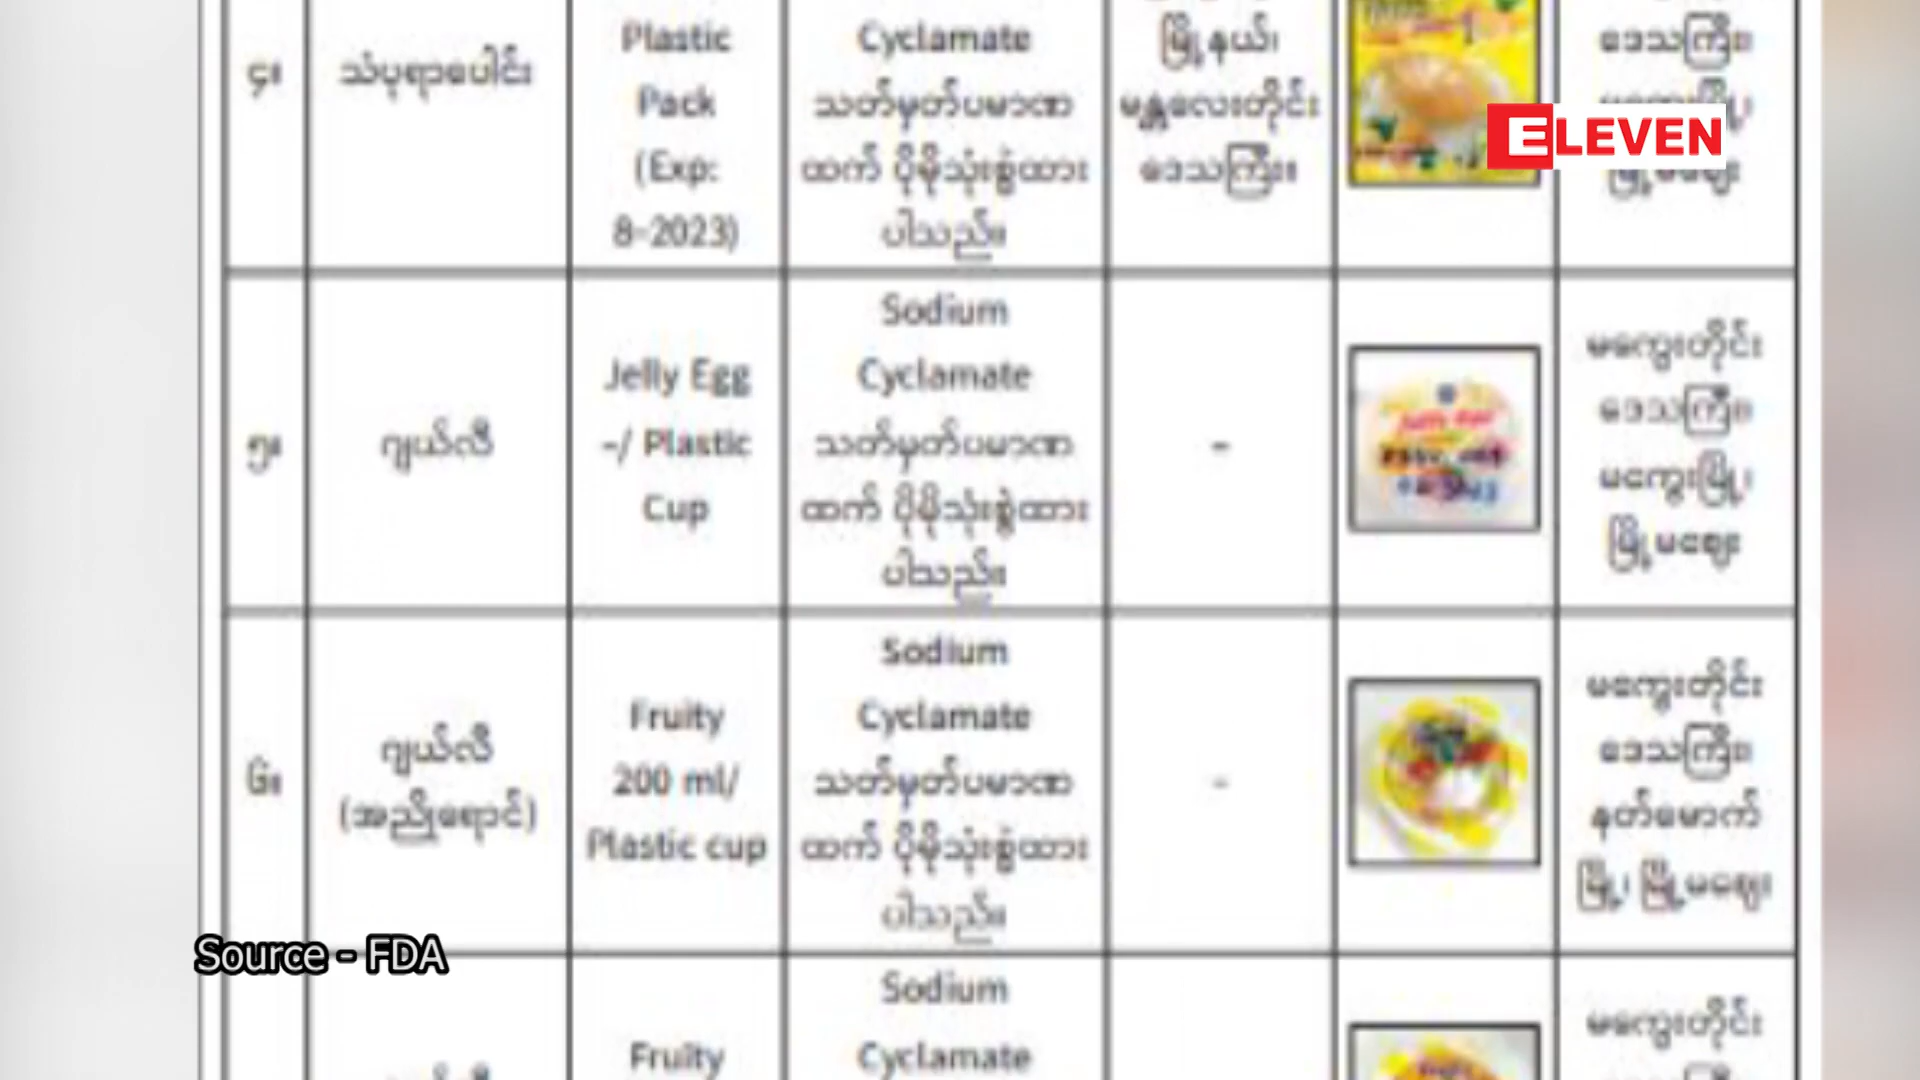 ၄။
သံပုရာပေါင်း
Plastic
Pack
(Exp:
8-2023)
Cyclamate
သတ်မှတ်ပမာဏ
ထက် ပိုမိုသုံးစွဲထား
ပါသည်။
မြို့နယ်၊
မန္တလေးတိုင်း
ဒေသကြီး။
ဒေသကြီး၊
ELEVEN
မြို့မဈေး
၅။
ဂျယ်လီ
Jelly Egg
-/ Plastic
Cup
Sodium
Cyclamate
သတ်မှတ်ပမာဏ
ထက် ပိုမိုသုံးစွဲထား
ပါသည်။
-
မကွေးတိုင်း
ဒေသကြီး၊
မကွေးမြို့၊
မြို့မဈေး
၆။
ဂျယ်လီ
(အညိုရောင်)
Fruity
200 ml/
Plastic cup
Sodium
Cyclamate
သတ်မှတ်ပမာဏ
ထက် ပိုမိုသုံးစွဲထား
ပါသည်။
-
မကွေးတိုင်း
ဒေသကြီး၊
နတ်မောက်
မြို့၊ မြို့မဈေး
Source - FDA
Fruity
Sodium
Cyclamate
မကွေးတိုင်း